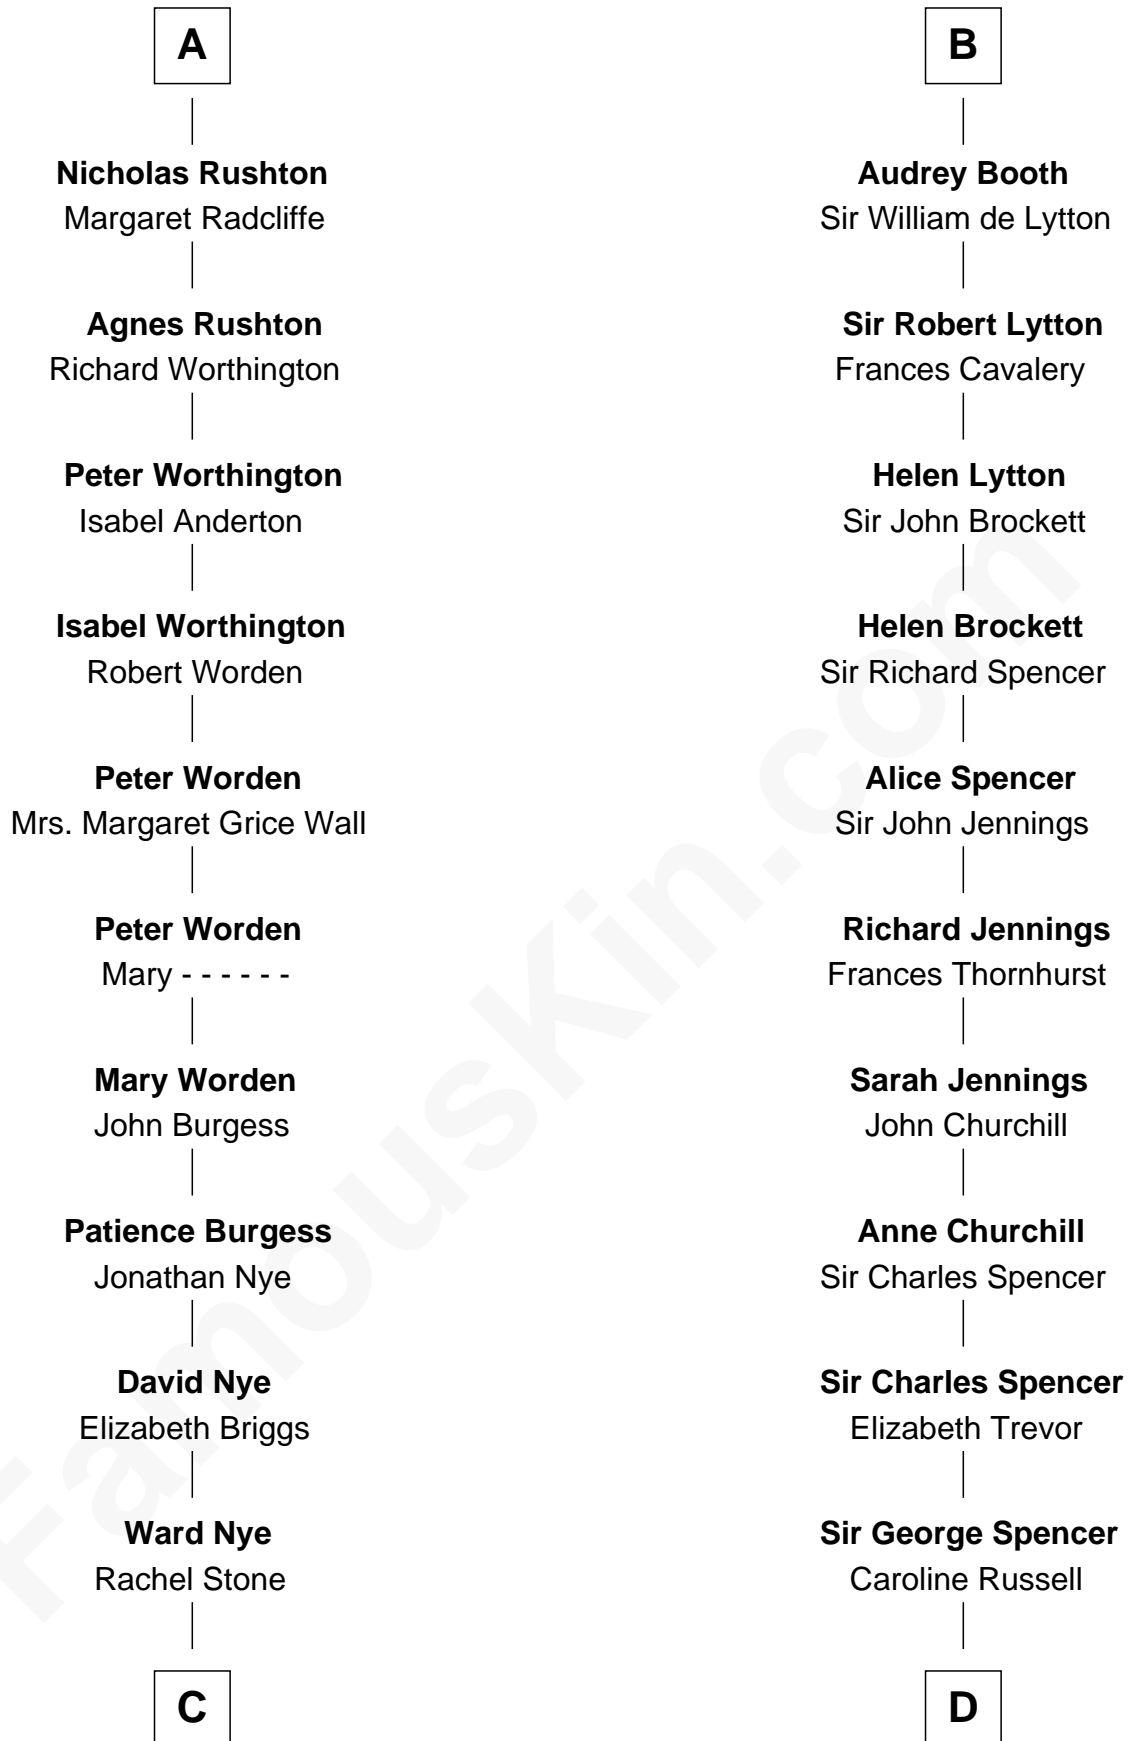 A
Nicholas Rushton
Margaret Radcliffe
Agnes Rushton
Richard Worthington
Peter Worthington
Isabel Anderton
Isabel Worthington
Robert Worden
Peter Worden
Mrs. Margaret Grice Wall
Peter Worden
Mary - - - - - -
Mary Worden
John Burgess
Patience Burgess
Jonathan Nye
David Nye
Elizabeth Briggs
Ward Nye
Rachel Stone
C
B
Audrey Booth
Sir William de Lytton
Sir Robert Lytton
Frances Cavalery
Helen Lytton
Sir John Brockett
Helen Brockett
Sir Richard Spencer
Alice Spencer
Sir John Jennings
Richard Jennings
Frances Thornhurst
Sarah Jennings
John Churchill
Anne Churchill
Sir Charles Spencer
Sir Charles Spencer
Elizabeth Trevor
Sir George Spencer
Caroline Russell
D
FamousKin.com